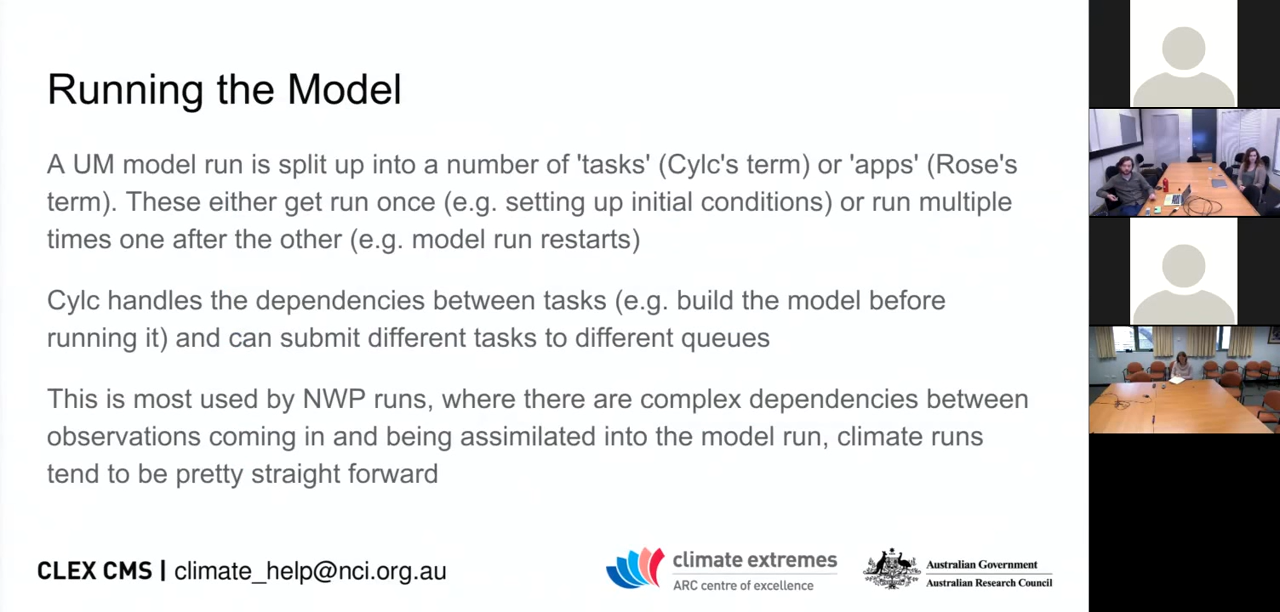 Running the Model
A UM model run is split up into a number of 'tasks' (Cylc's term) or 'apps' (Rose's
term). These either get run once (e.g. setting up initial conditions) or run multiple
times one after the other (e.g. model run restarts)
Cylc handles the dependencies between tasks (e.g. build the model before
running it) and can submit different tasks to different queues
This is most used by NWP runs, where there are complex dependencies between
observations coming in and being assimilated into the model run, climate runs
tend to be pretty straight forward
CLEX CMS | climate_help@nci.org.au
climate extremes
ARC centre of excellence
Australian Government
Australian Research Council